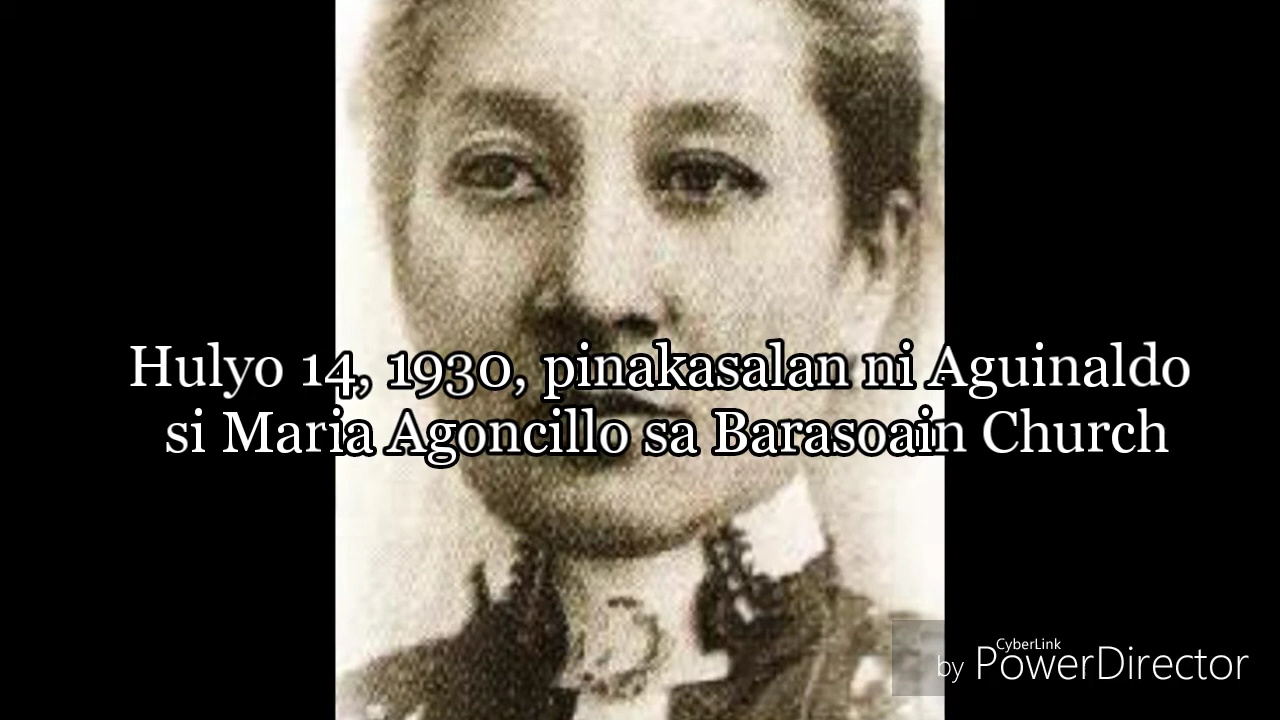 Hulyo 14, 1930, pinakasalan ni Aguinaldo
si Maria Agoncillo sa Barasoain Church
CyberLink
by PowerDirector